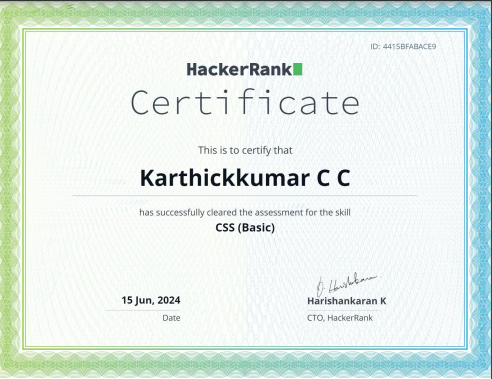 ID: 4415BFABACE9
HackerRank
Certificate
This is to certify that
Karthickkumar C C
has successfully cleared the assessment for the skill
CSS (Basic)
15 Jun, 2024
Date
Harishankaran K
CTO, HackerRank